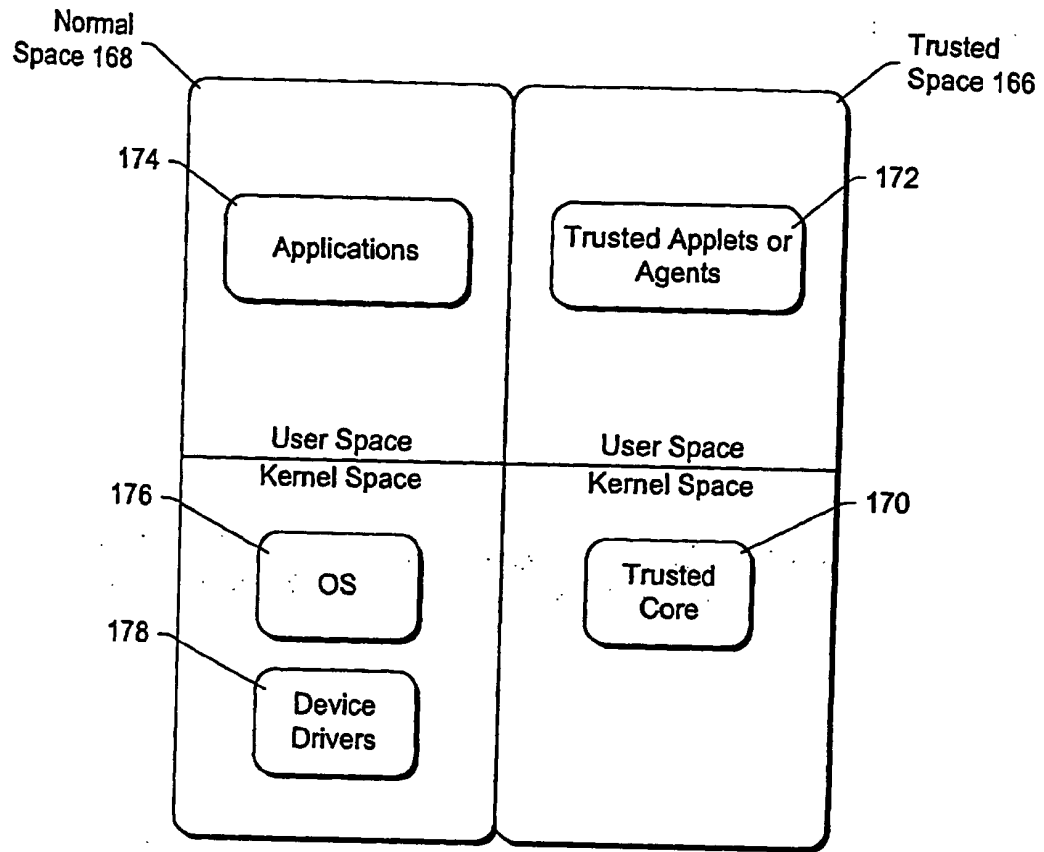 Normal
Space 168
Trusted
Space 166
174
172
Applications
Trusted Applets or
Agents
User Space
User Space
Kernel Space
Kernel Space
176
170
OS
Trusted
Core
178
Device
Drivers